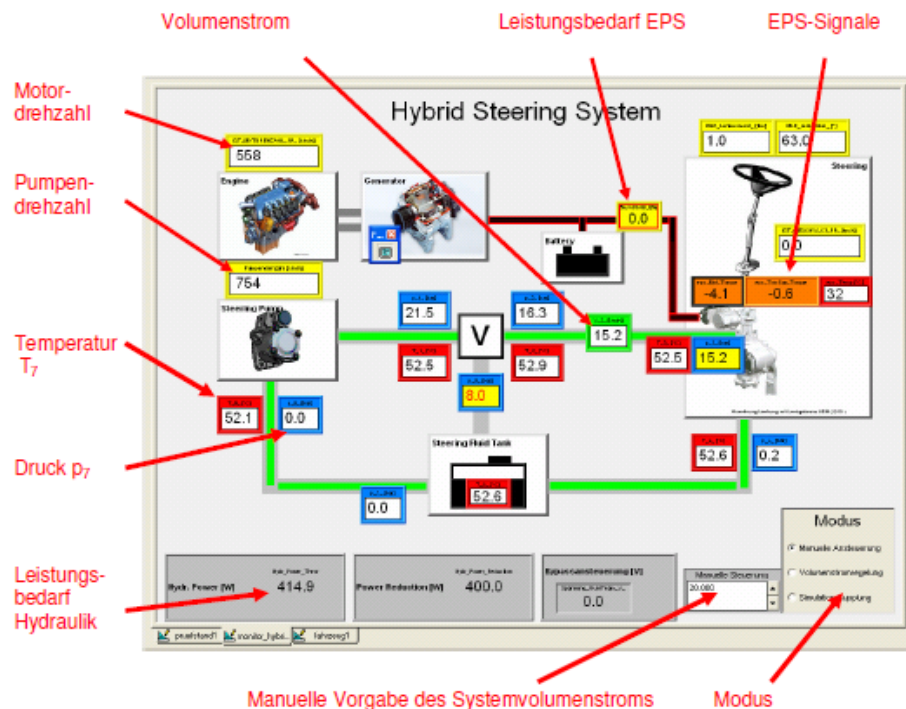 Volumenstrom
Leistungsbedarf EPS
EPS-Signale
Motor-
drehzahl
Pumpen-
drehzahl
Temperatur
T7
Druck p7
Leistungs-
bedarf
Hydraulik
Hybrid Steering System
558
Engine
Generator
1,0
63,0
Steering
0.0
Battery
0,0
754
Steering Pump
-4.1
-0.6
32
21.5
16.3
V
15.2
52.5
52.9
52.5
15.2
8.0
52.1
0.0
Steering Fluid Tank
52.6
52.6
0.2
0.0
Modus
Manuelle Ansteuerung
Volumenstromregelung
Hydr. Power [W]
414.9
Power Reduction [W]
400.0
Bypassansteuerung [V]
0.0
Manuelle Steuerung
20.000
pruefstand1
monitor_hybri...
fahrzeug1
Manuelle Vorgabe des Systemvolumenstroms
Modus